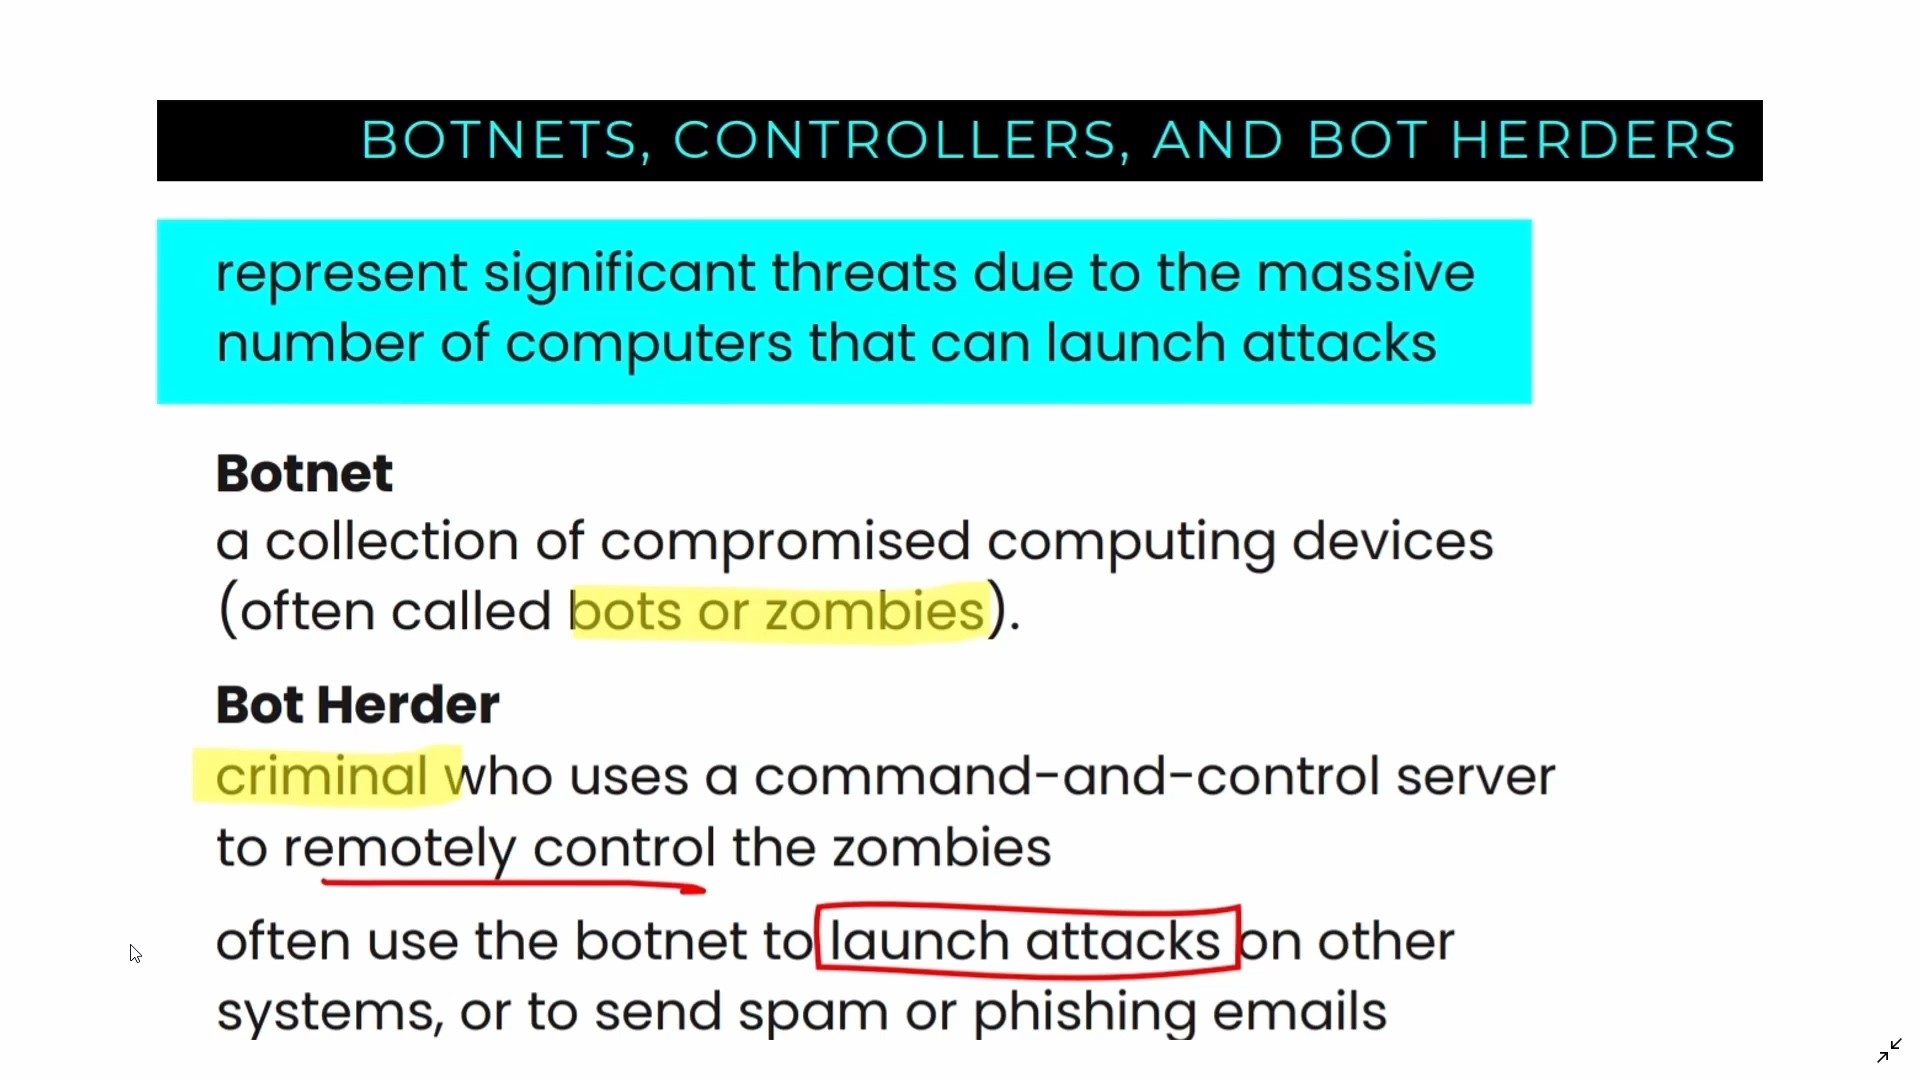 BOTNETS, CONTROLLERS, AND BOT HERDERS
represent significant threats due to the massive
number of computers that can launch attacks
Botnet
a collection of compromised computing devices
(often called bots or zombies).
Bot Herder
criminal who uses a command-and-control server
to remotely control the zombies
often use the botnet to launch attacks on other
systems, or to send spam or phishing emails